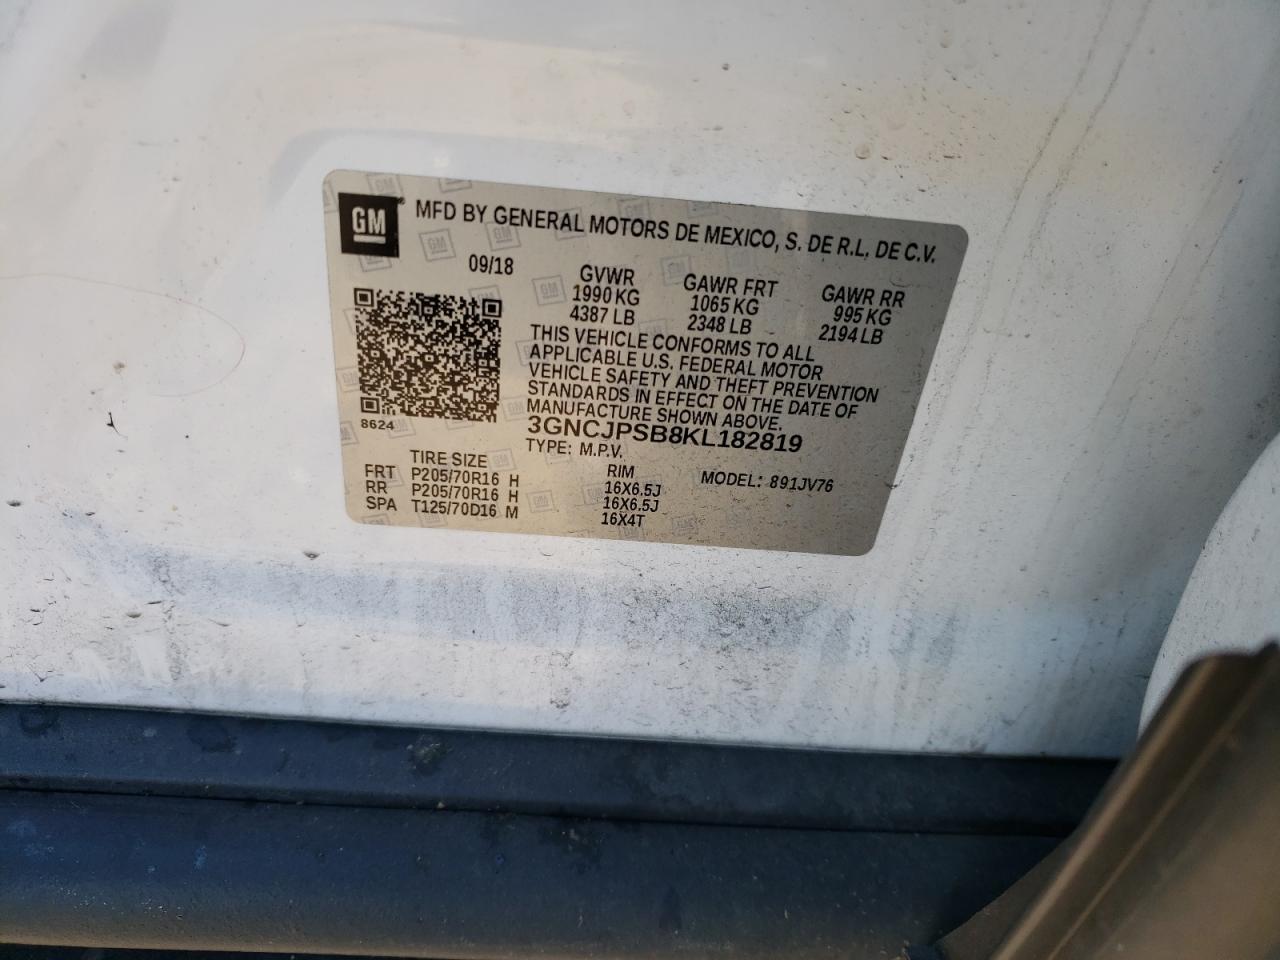 GM® MFD BY GENERAL MOTORS DE MEXICO, S. DE R.L. DE C.V.
09/18 GVWR GAWR FRT GAWR RR
1990 KG 1065 KG 995 KG
4387 LB 2348 LB 2194 LB
THIS VEHICLE CONFORMS TO ALL
APPLICABLE U.S. FEDERAL MOTOR
VEHICLE SAFETY AND THEFT PREVENTION
STANDARDS IN EFFECT ON THE DATE OF
MANUFACTURE SHOWN ABOVE.
8624 3GNCJPSB8KL182819
TYPE: M.P.V. MODEL: 891JV76
TIRE SIZE RIM
FRT P205/70R16 H 16X6.5J
RR P205/70R16 H 16X6.5J
SPA T125/70D16 M 16X4T